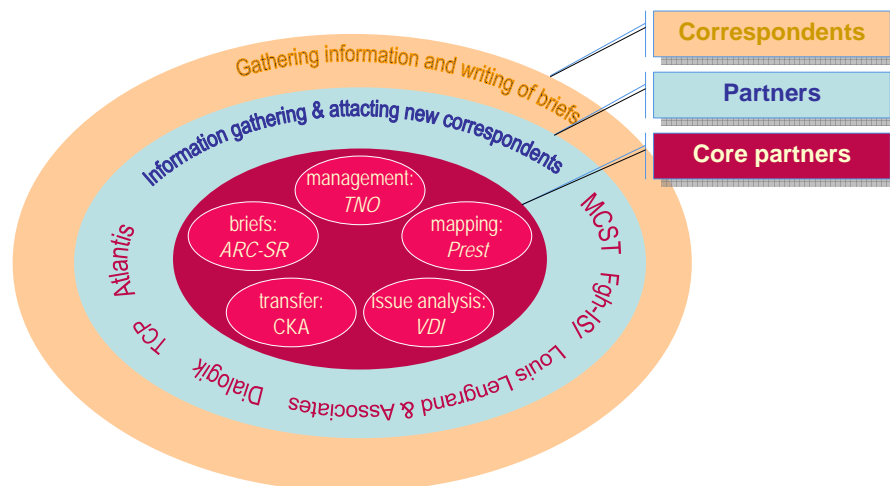 Correspondents
Partners
Core partners
Gathering information and writing of briefs
Information gathering & attacting new correspondents
management:
TNO
briefs:
ARC-SR
mapping:
Prest
transfer:
CKA
issue analysis:
VDI
Atlantis
TCP
Dialogik
Louis Lengrand & Associates
Fgh-ISI
MCST